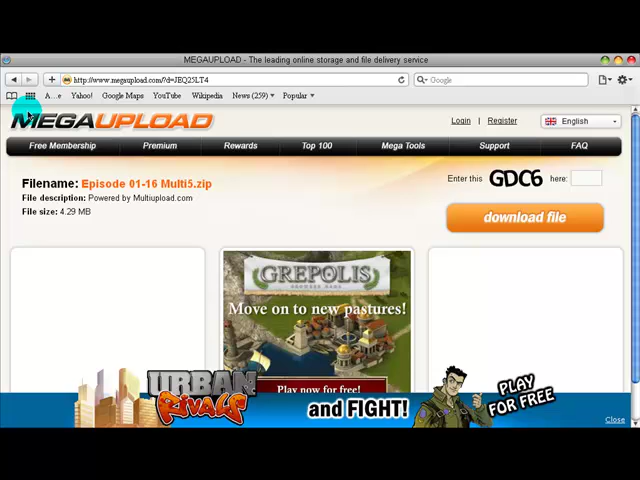 MEGAUPLOAD - The leading online storage and file delivery service
http://www.megaupload.com/?d=JEQ25LT4
Google
A...e Yahoo! Google Maps YouTube Wikipedia News (259) Popular
MEGAUPLOAD
Login | Register
English
Free Membership Premium Rewards Top 100 Mega Tools Support FAQ
Filename: Episode 01-16 Multi5.zip
File description: Powered by Multiupload.com
File size: 4.29 MB
Enter this GDC6 here:
download file
GREPOLIS
Move on to new pastures!
Play now for free!
URBAN
RIVALS
and FIGHT!
PLAY
FOR FREE
Close